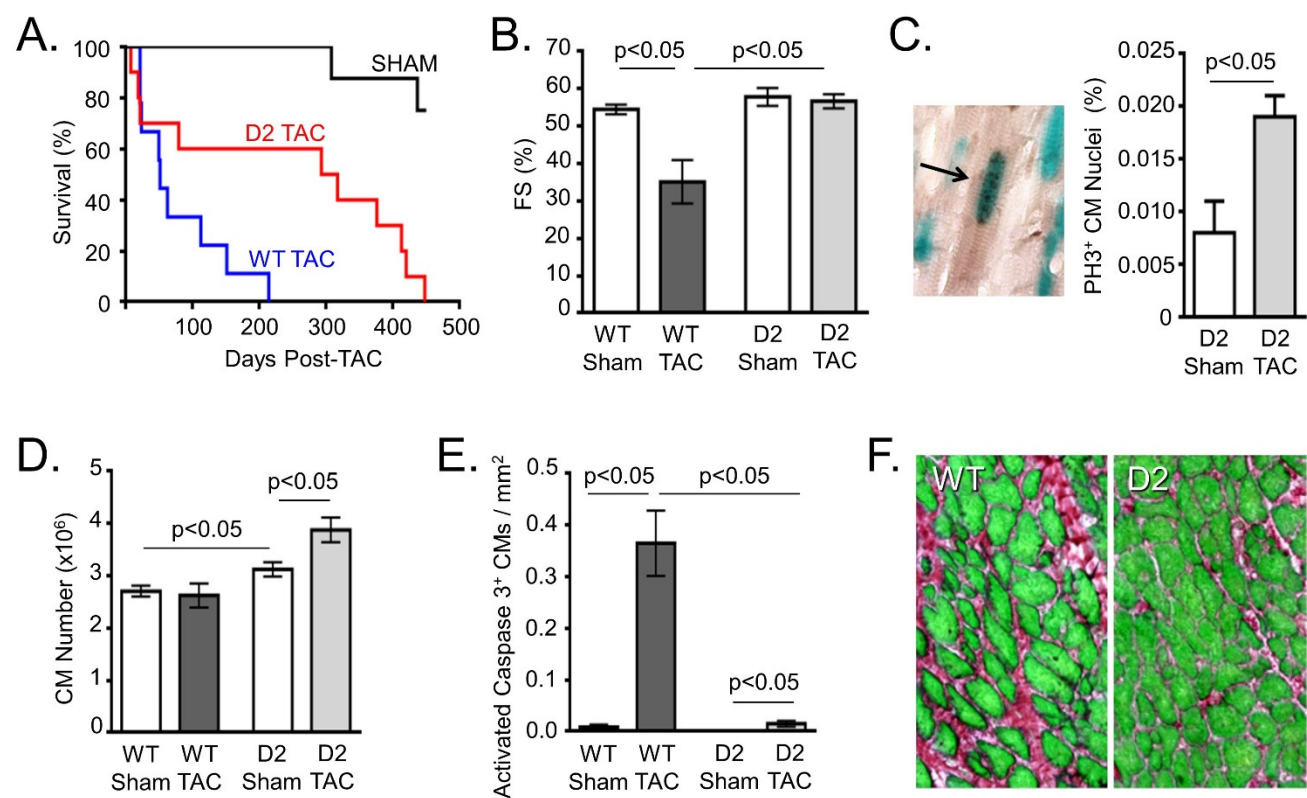 A.
100
80
60
40
20
0
Survival (%)
SHAM
D2 TAC
WT TAC
100 200 300 400 500
Days Post-TAC
B.
70
60
50
40
30
20
10
0
FS (%)
p<0.05
p<0.05
WT Sham
WT TAC
D2 Sham
D2 TAC
C.
0.025
0.020
0.015
0.010
0.005
0
PH3⁺ CM Nuclei (%)
p<0.05
D2 Sham
D2 TAC
D.
5
4
3
2
1
0
CM Number (x10⁶)
p<0.05
p<0.05
WT Sham
WT TAC
D2 Sham
D2 TAC
E.
0.5
0.4
0.3
0.2
0.1
0.0
Activated Caspase 3⁺ CMs / mm²
p<0.05
p<0.05
p<0.05
WT Sham
WT TAC
D2 Sham
D2 TAC
F.
WT
D2